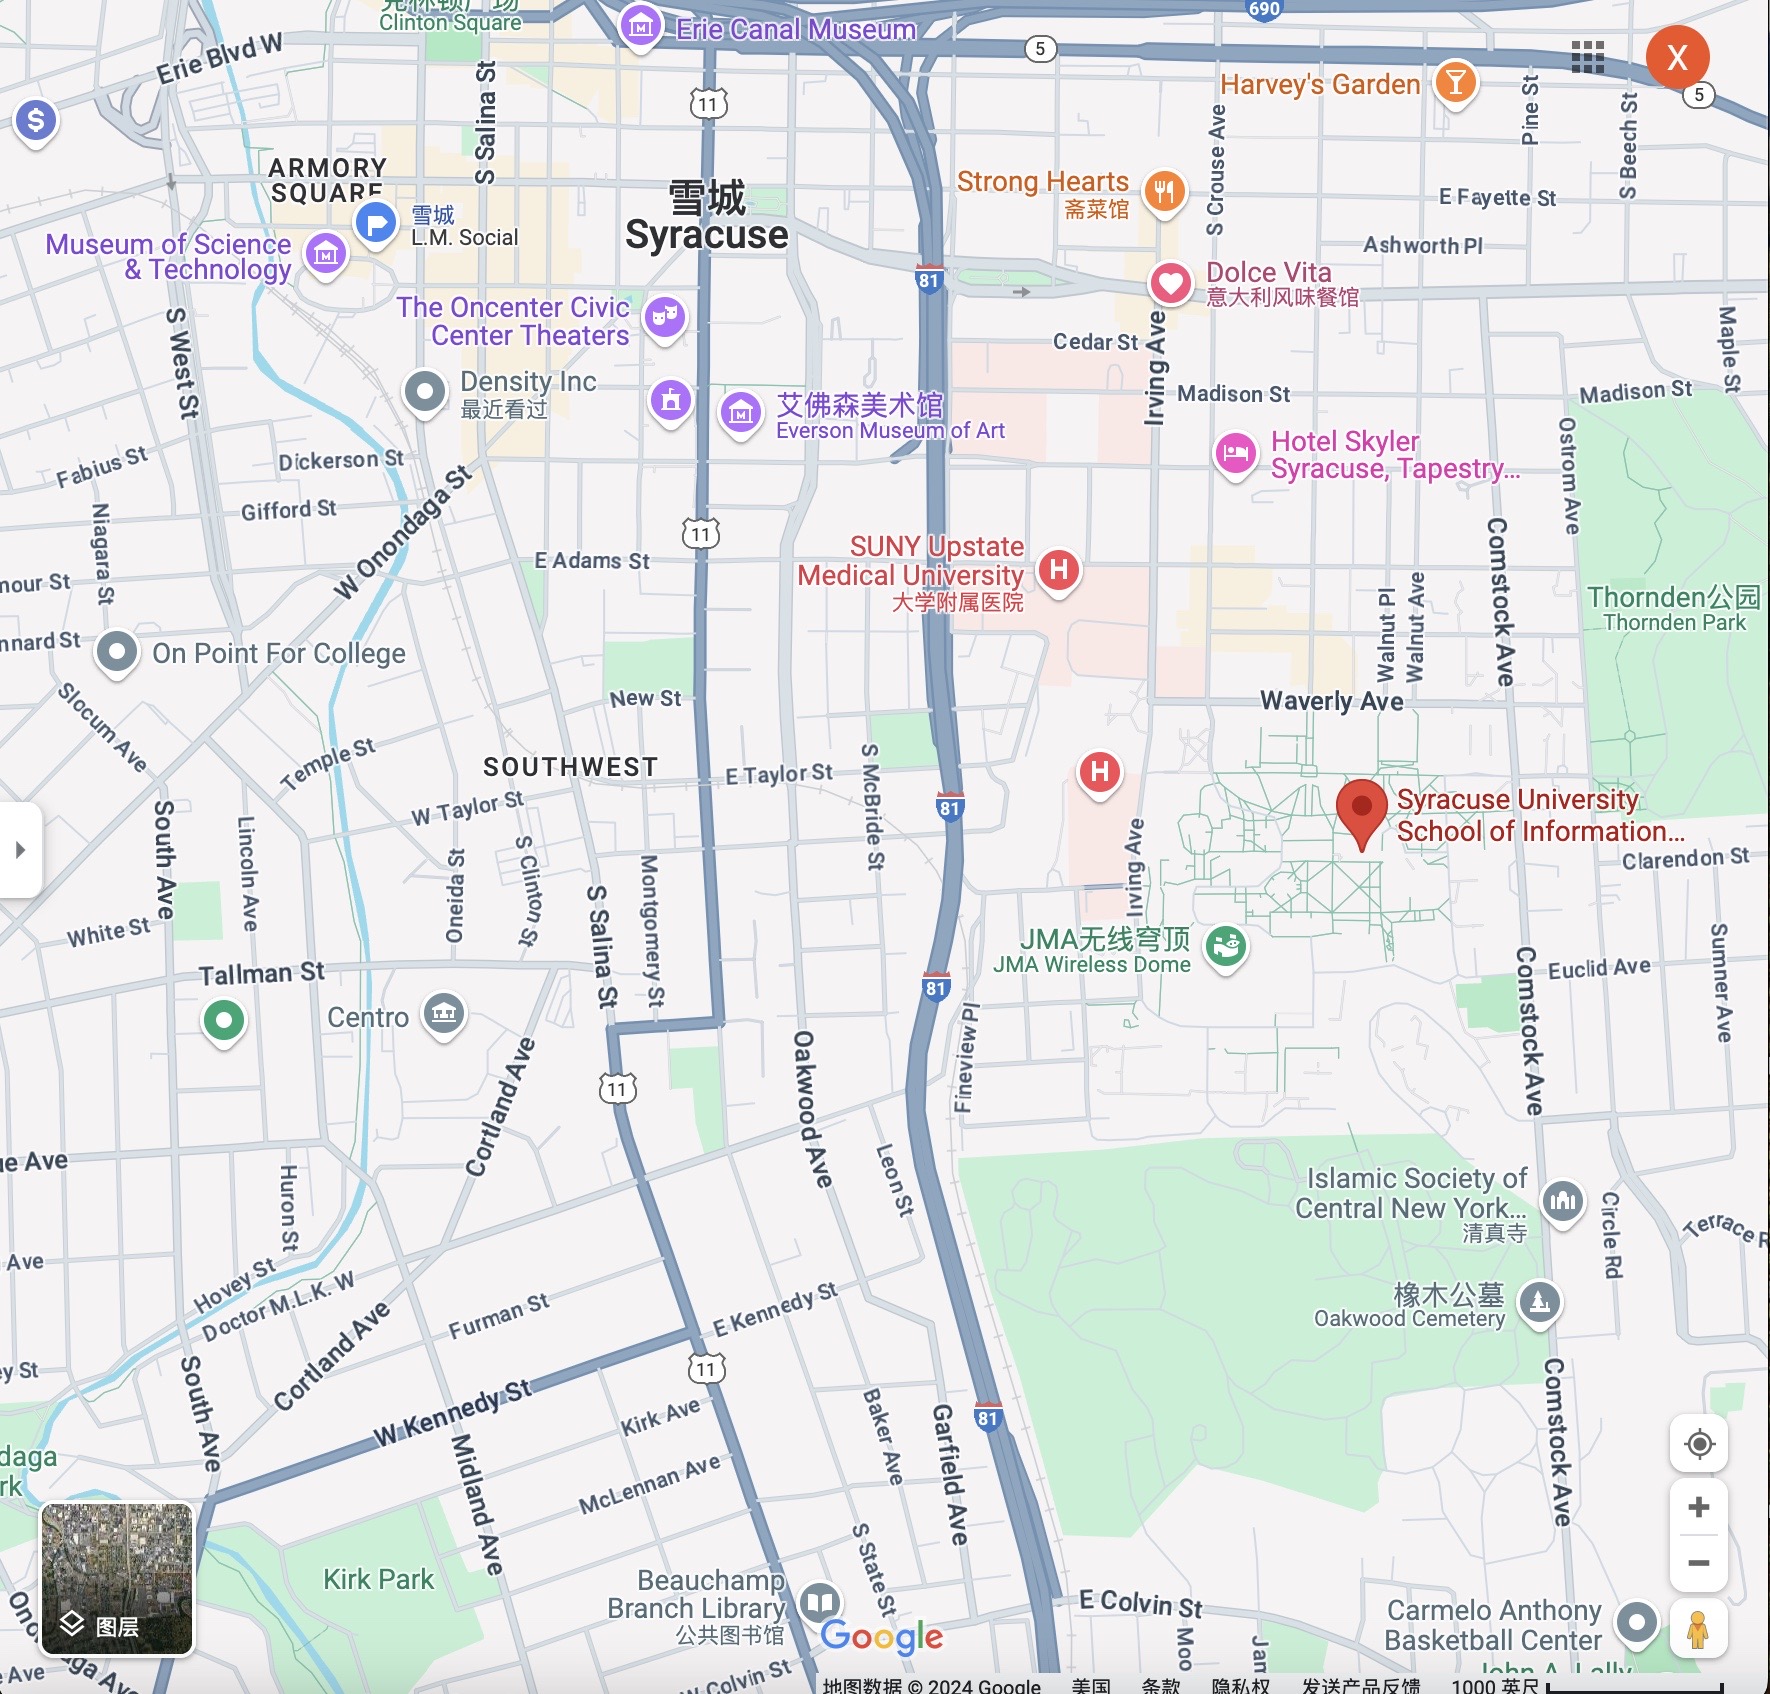 克林顿广场
Clinton Square
Erie Canal Museum
690
5
Erie Blvd W
Harvey's Garden
X
5
$
11
S Salina St
S Crouse Ave
Pine St
S Beech St
ARMORY
SQUARE
雪城
Syracuse
Strong Hearts
斋菜馆
E Fayette St
雪城
L.M. Social
Museum of Science
& Technology
Ashworth Pl
81
Dolce Vita
意大利风味餐馆
The Oncenter Civic
Center Theaters
S West St
Cedar St
Irving Ave
Maple St
Density Inc
最近看过
艾佛森美术馆
Everson Museum of Art
Madison St
Madison St
Hotel Skyler
Syracuse, Tapestry...
Ostrom Ave
Fabius St
Dickerson St
Gifford St
W Onondaga St
Niagara St
11
E Adams St
SUNY Upstate
Medical University
大学附属医院
H
Comstock Ave
Walnut Pl
Walnut Ave
Thornden公园
Thornden Park
mour St
nnard St
On Point For College
Slocum Ave
New St
Waverly Ave
Temple St
SOUTHWEST
E Taylor St
W Taylor St
S McBride St
H
81
Syracuse University
School of Information...
South Ave
Lincoln Ave
Oneida St
S Clinton St
S Salina St
Montgomery St
Irving Ave
Clarendon St
White St
Tallman St
JMA无线穹顶
JMA Wireless Dome
Comstock Ave
Euclid Ave
Sumner Ave
81
Centro
Cortland Ave
11
Oakwood Ave
Fineview Pl
ue Ave
Huron St
Leon St
Islamic Society of
Central New York...
清真寺
Circle Rd
Terrace R
Ave
Hovey St
Doctor M.L.K. W
Cortland Ave
Furman St
E Kennedy St
橡木公墓
Oakwood Cemetery
ey St
South Ave
W Kennedy St
11
Kirk Ave
Baker Ave
Garfield Ave
81
Comstock Ave
daga
rk
Midland Ave
McLennan Ave
S State St
Kirk Park
Beauchamp
Branch Library
公共图书馆
E Colvin St
Carmelo Anthony
Basketball Center
图层
Google
Moo
Jan
John A. Lally
Ono
aga Ave
e Ave
W Colvin St
地图数据 © 2024 Google 美国 条款 隐私权 发送产品反馈 1000 英尺